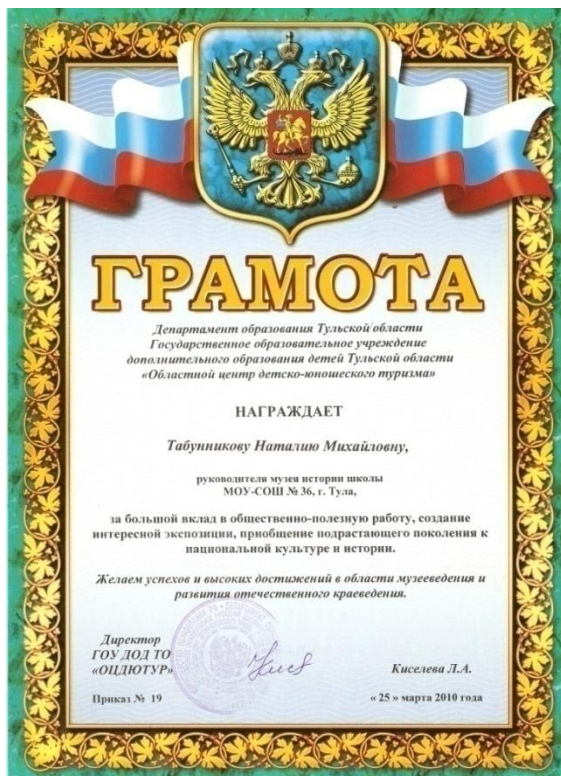 ГРАМОТА
Департамент образования Тульской области
Государственное образовательное учреждение
дополнительного образования детей Тульской области
«Областной центр детско-юношеского туризма»
НАГРАЖДАЕТ
Табунникову Наталию Михайловну,
руководителя музея истории школы
МОУ-СОШ № 36, г. Тула,
за большой вклад в общественно-полезную работу, создание
интересной экспозиции, приобщение подрастающего поколения к
национальной культуре и истории.
Желаем успехов и высоких достижений в области музееведения и
развития отечественного краеведения.
Директор
ГОУ ДОД ТО
«ОЦДЮТУР»
Киселева Л.А.
Приказ № 19
« 25 » марта 2010 года